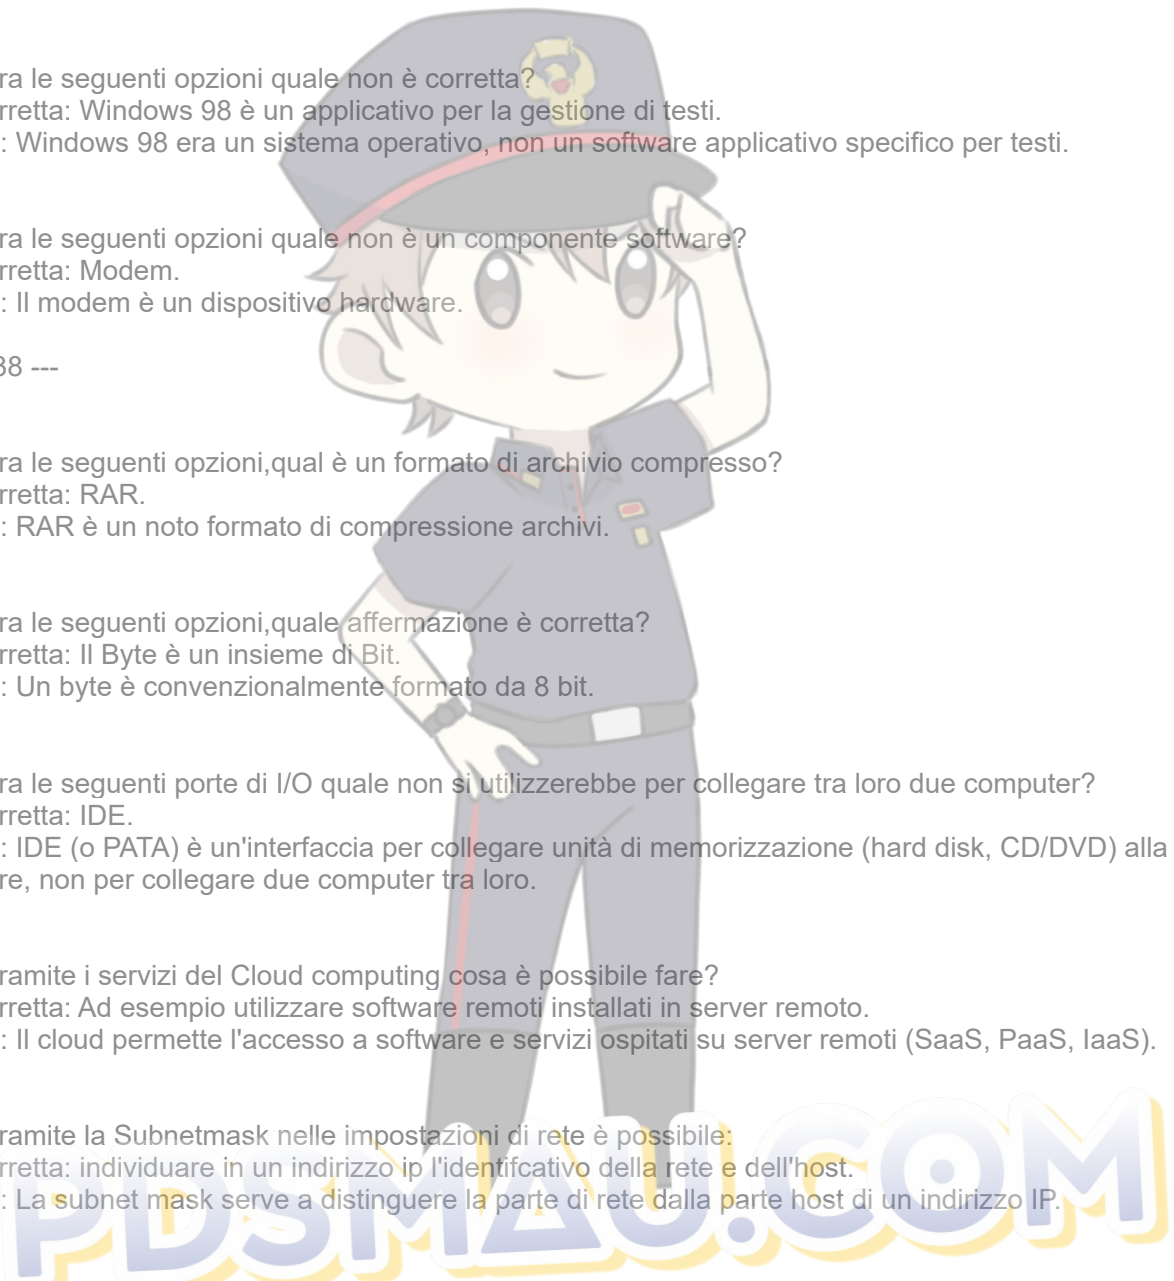 ra le seguenti opzioni quale non è corretta?
rretta: Windows 98 è un applicativo per la gestione di testi.
: Windows 98 era un sistema operativo, non un software applicativo specifico per testi.
ra le seguenti opzioni quale non è un componente software?
rretta: Modem.
: Il modem è un dispositivo hardware.
38 ---
ra le seguenti opzioni,qual è un formato di archivio compresso?
rretta: RAR.
: RAR è un noto formato di compressione archivi.
ra le seguenti opzioni,quale affermazione è corretta?
rretta: Il Byte è un insieme di Bit.
: Un byte è convenzionalmente formato da 8 bit.
ra le seguenti porte di I/O quale non si utilizzerebbe per collegare tra loro due computer?
rretta: IDE.
: IDE (o PATA) è un'interfaccia per collegare unità di memorizzazione (hard disk, CD/DVD) alla
re, non per collegare due computer tra loro.
ramite i servizi del Cloud computing cosa è possibile fare?
rretta: Ad esempio utilizzare software remoti installati in server remoto.
: Il cloud permette l'accesso a software e servizi ospitati su server remoti (SaaS, PaaS, IaaS).
ramite la Subnetmask nelle impostazioni di rete è possibile:
rretta: individuare in un indirizzo ip l'identifcativo della rete e dell'host.
: La subnet mask serve a distinguere la parte di rete dalla parte host di un indirizzo IP.
PDSMAU.COM